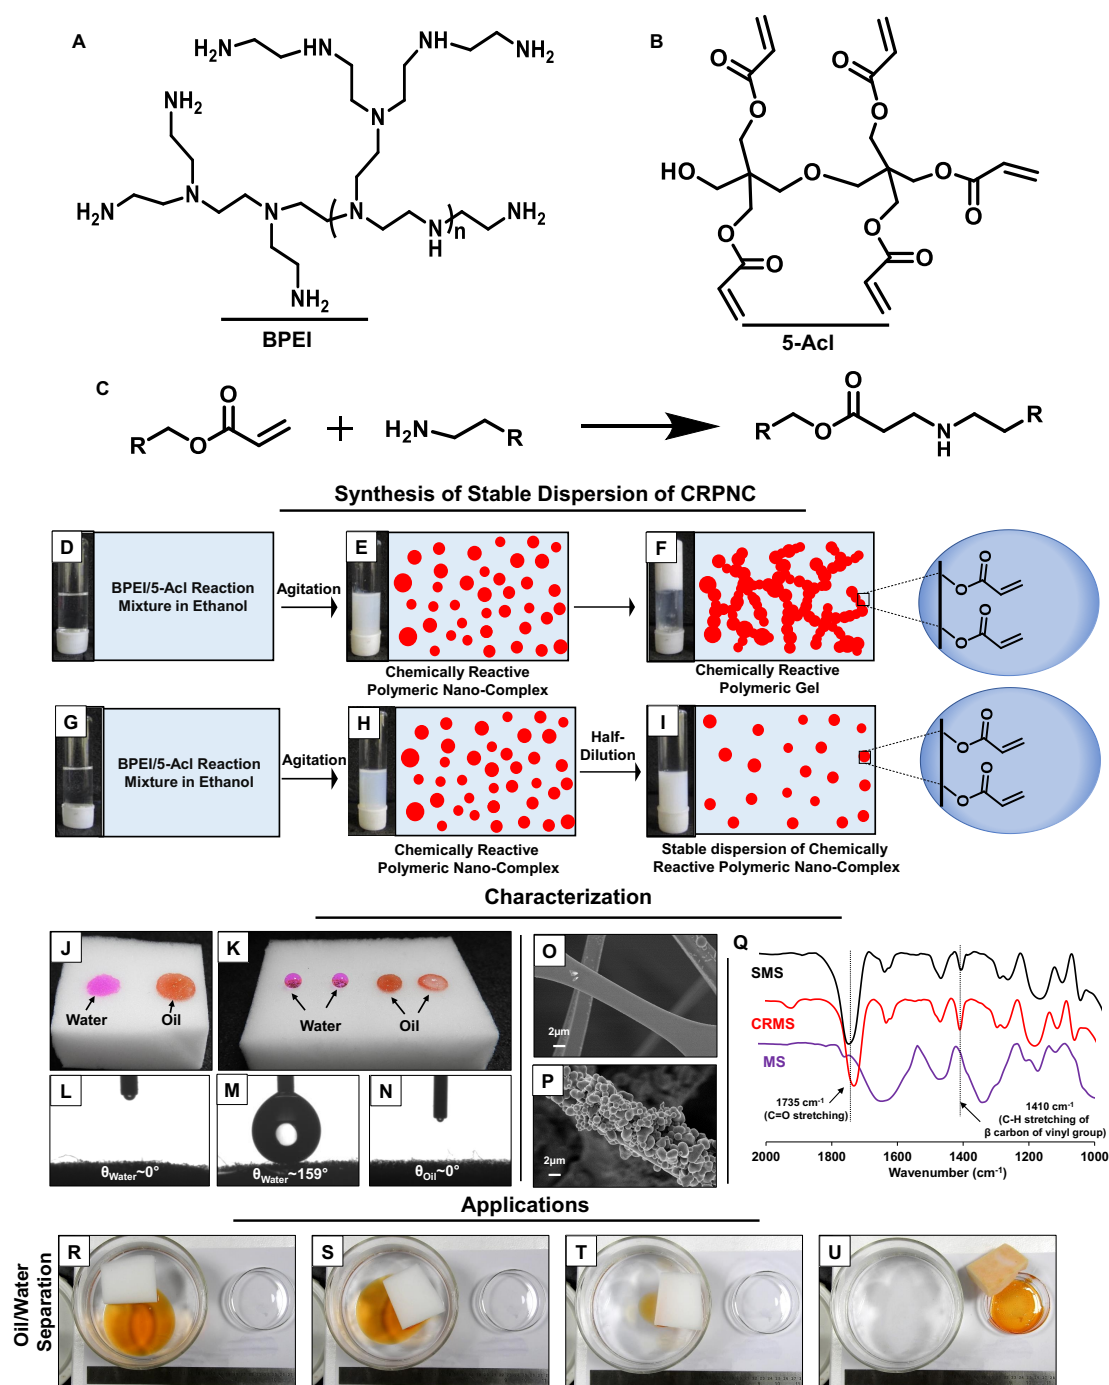 A
H₂N
HN
NH
NH₂
NH₂
N
H₂N
N
N
N
N
H
n
NH₂
NH₂
BPEI
B
O
O
O
O
HO
O
O
O
O
O
O
O
O
5-Acl
C
O
R
O
+
H₂N
R
O
R
O
N
H
R
Synthesis of Stable Dispersion of CRPNC
D
BPEI/5-Acl Reaction
Mixture in Ethanol
Agitation
E
Chemically Reactive
Polymeric Nano-Complex
F
Chemically Reactive
Polymeric Gel
O
O
O
O
G
BPEI/5-Acl Reaction
Mixture in Ethanol
Agitation
H
Chemically Reactive
Polymeric Nano-Complex
Half-
Dilution
I
Stable dispersion of Chemically
Reactive Polymeric Nano-Complex
O
O
O
O
Characterization
J
Water
Oil
K
Water
Oil
L
θWater~0°
M
θWater~159°
N
θOil~0°
O
2µm
P
2µm
Q
SMS
CRMS
MS
1735 cm⁻¹
(C=O stretching)
1410 cm⁻¹
(C-H stretching of
β carbon of vinyl group)
2000
1800
1600
1400
1200
1000
Wavenumber (cm⁻¹)
Applications
Oil/Water
Separation
R
S
T
U